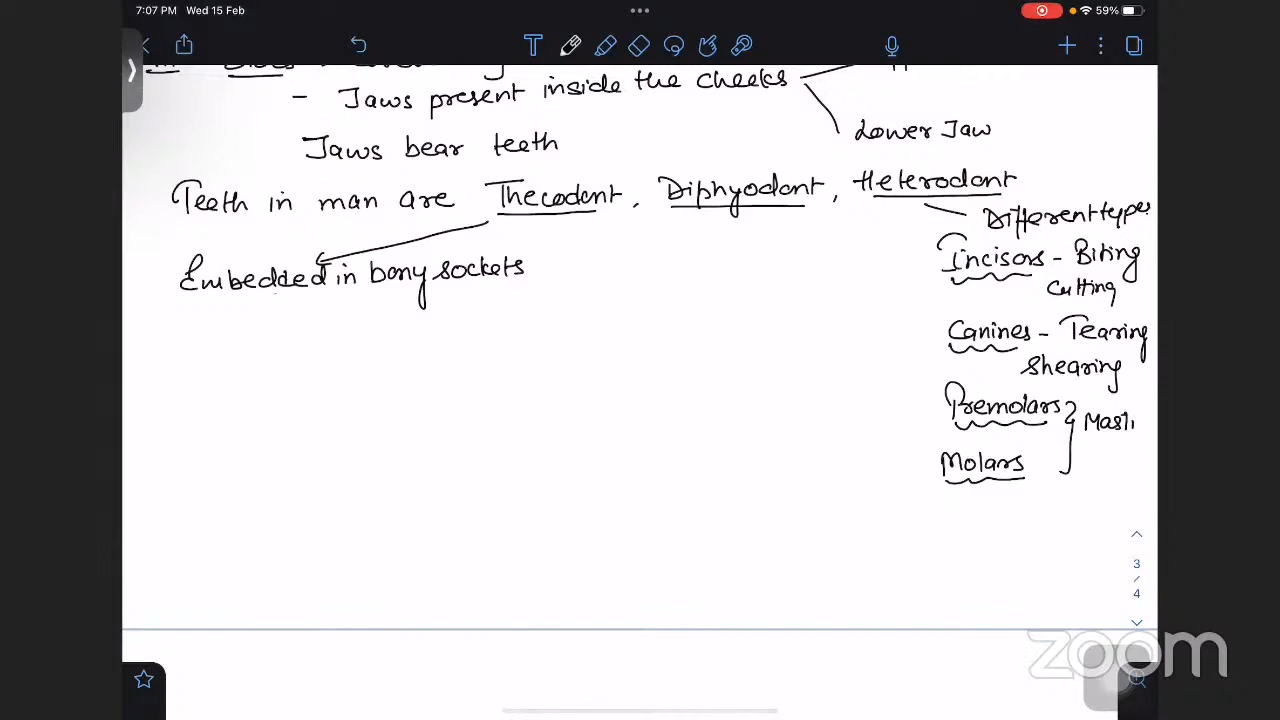 7:07 PM Wed 15 Feb
59%
- Jaws present inside the cheeks
Lower Jaw
Jaws bear teeth
Teeth in man are Thecodont, Diphyodont, Heterodont
Different types
Embedded in bony sockets
Incisors - Biting
Cutting
Canines - Tearing
Shearing
Premolars } Masti
Molars
3
/
4
zoom